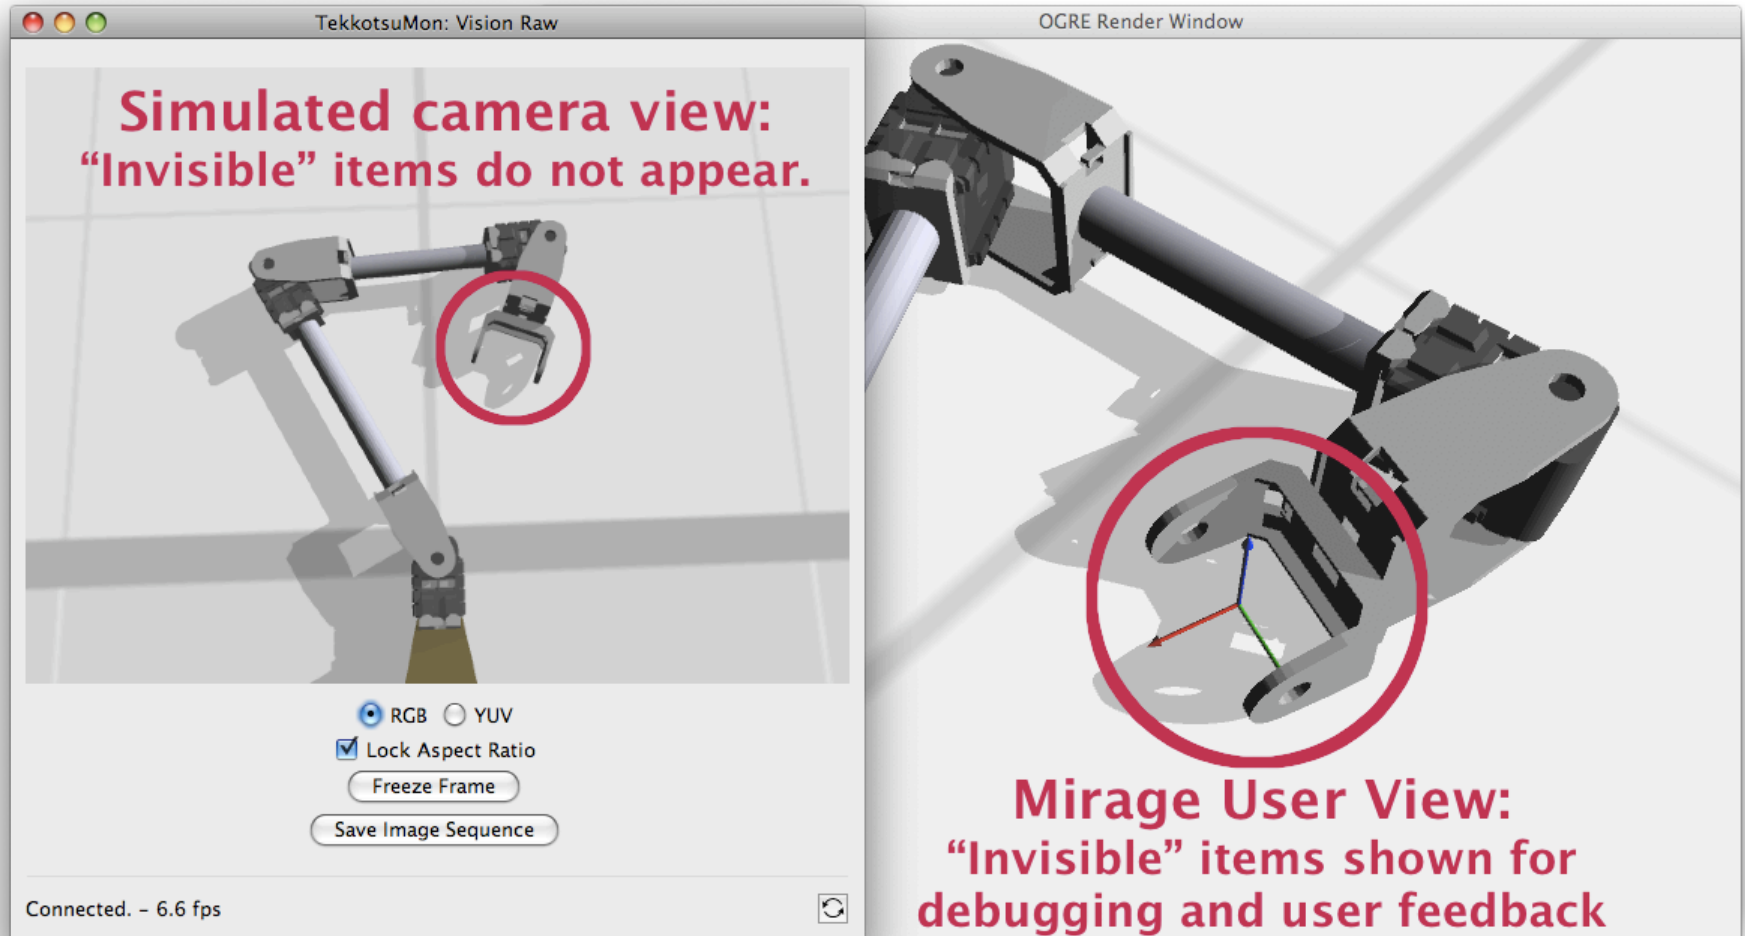 TekkotsuMon: Vision Raw
Simulated camera view:
“Invisible” items do not appear.
RGB YUV
Lock Aspect Ratio
Freeze Frame
Save Image Sequence
Connected. – 6.6 fps
OGRE Render Window
Mirage User View:
“Invisible” items shown for
debugging and user feedback